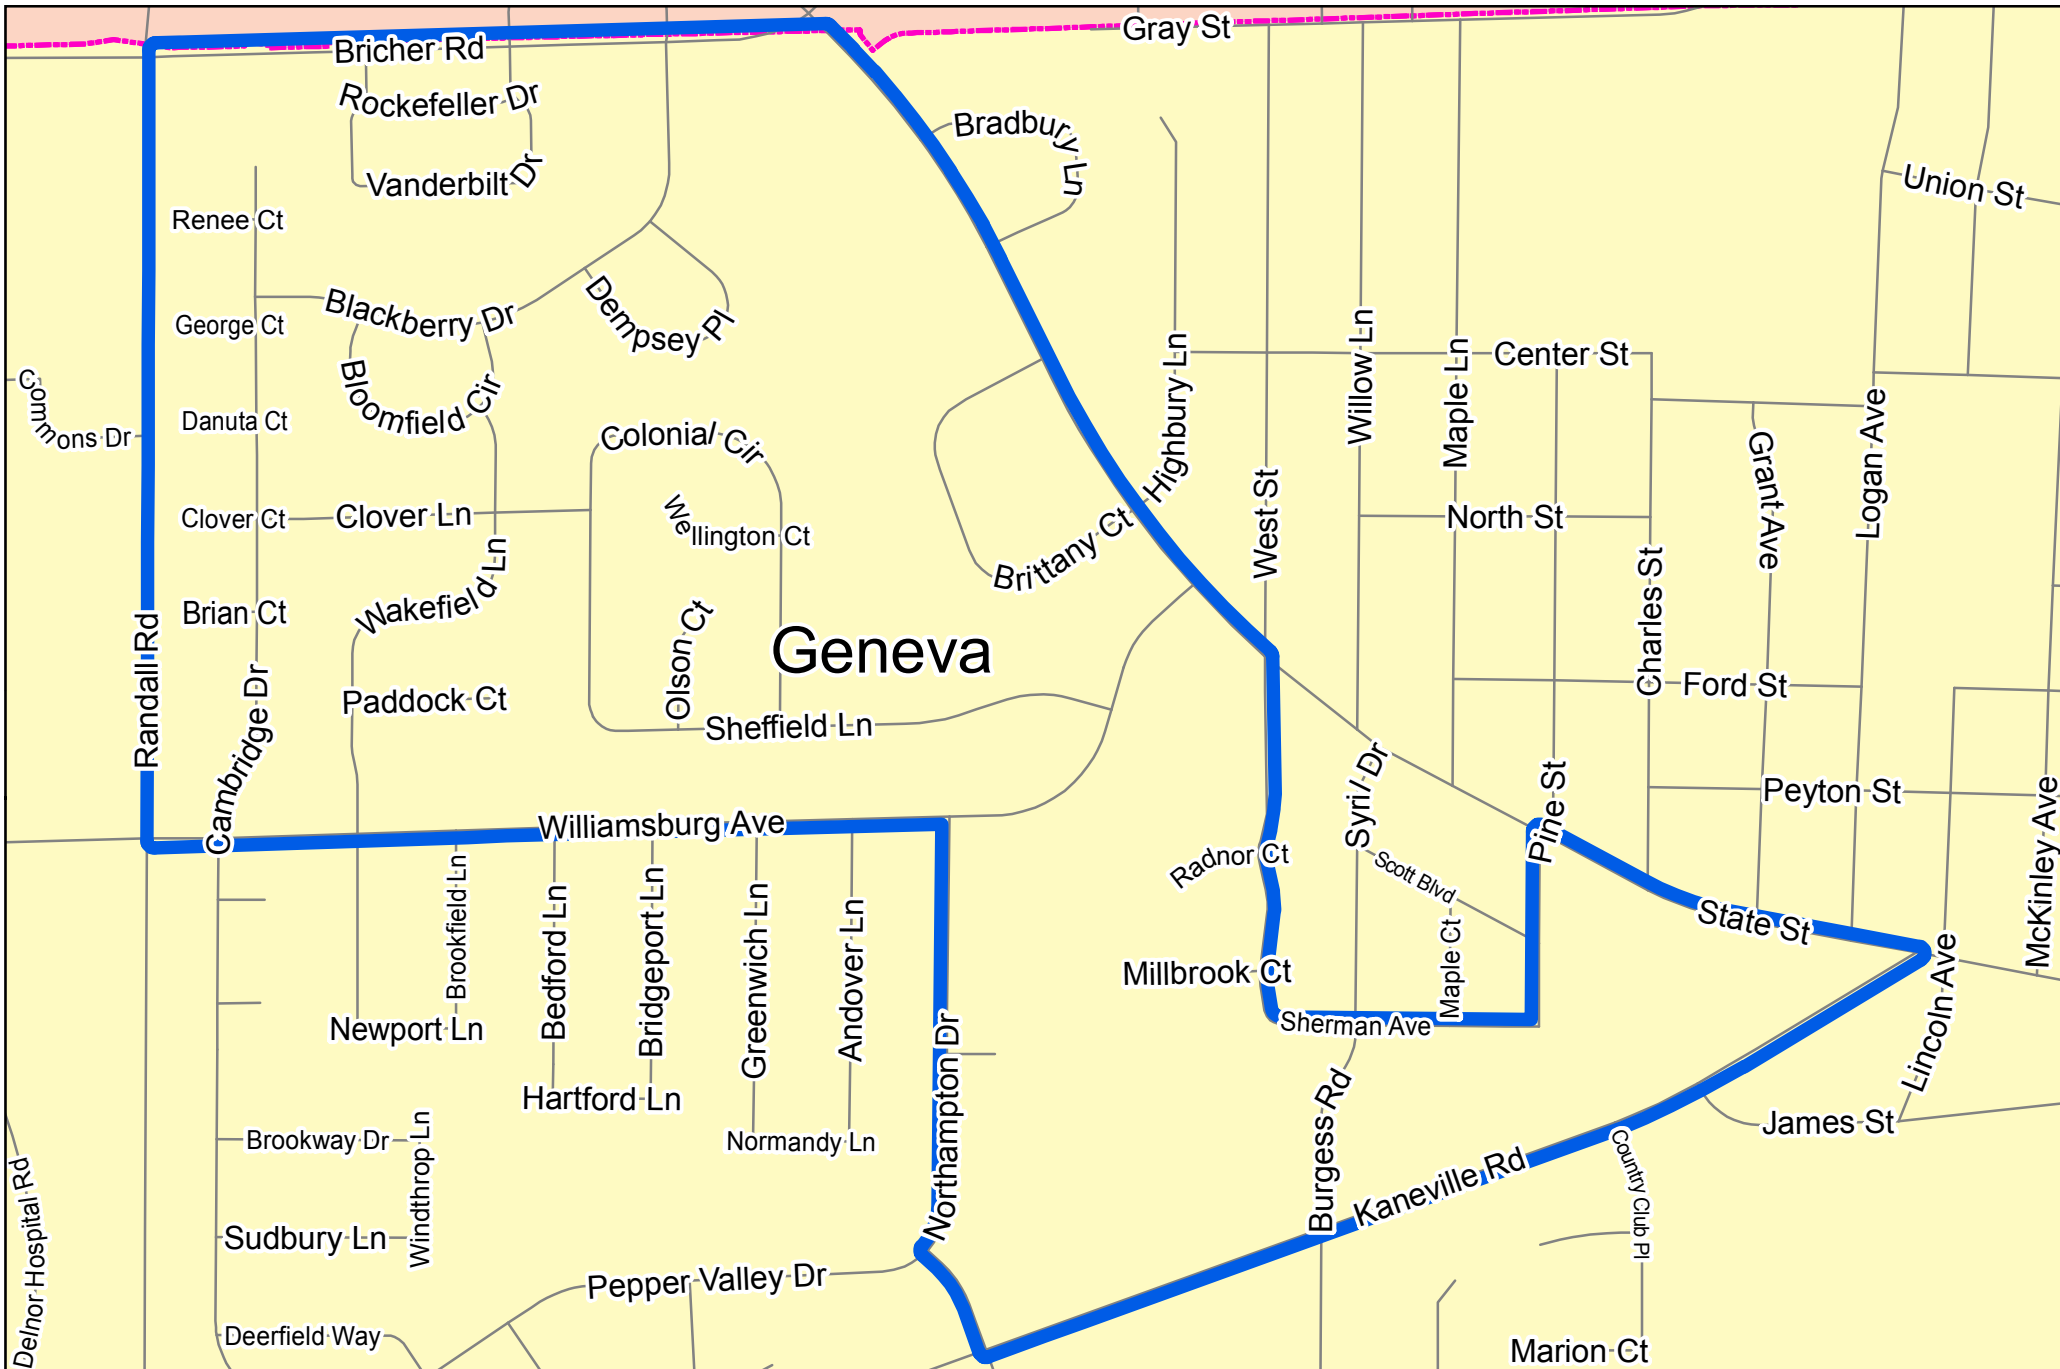 Gray St
Bricher Rd
Rockefeller Dr
Bradbury Ln
Vanderbilt Dr
Union St
Renee Ct
Blackberry Dr
Dempsey Pl
George Ct
Highbury Ln
Willow Ln
Maple Ln
Center St
Commons Dr
Bloomfield Cir
Danuta Ct
Colonial Cir
Logan Ave
Grant Ave
West St
Clover Ct
Clover Ln
Wellington Ct
North St
Brittany Ct
Wakefield Ln
Brian Ct
Charles St
Olson Ct
Geneva
Randall Rd
Cambridge Dr
Paddock Ct
Sheffield Ln
Ford St
Syril Dr
Pine St
Peyton St
McKinley Ave
Williamsburg Ave
Radnor Ct
Scott Blvd
Brookfield Ln
Bedford Ln
Bridgeport Ln
Greenwich Ln
Andover Ln
State St
Millbrook Ct
Maple Ct
Lincoln Ave
Newport Ln
Sherman Ave
Hartford Ln
Northampton Dr
Burgess Rd
James St
Brookway Dr
Windthrop Ln
Normandy Ln
Kaneville Rd
Country Club Pl
Sudbury Ln
Delnor Hospital Rd
Pepper Valley Dr
Deerfield Way
Marion Ct